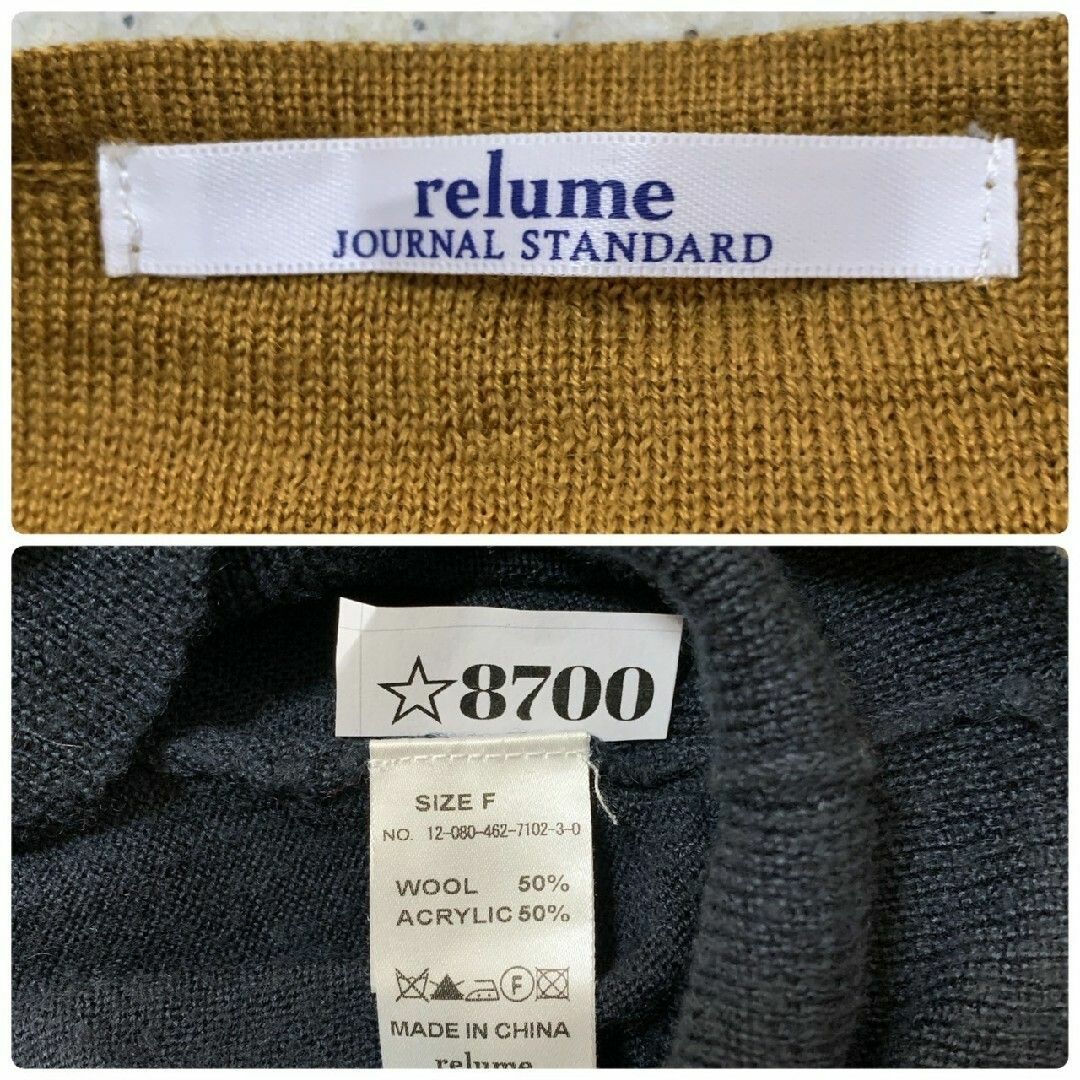 relume
JOURNAL STANDARD
☆8700
SIZE F
NO. 12-080-462-7102-3-0
WOOL 50%
ACRYLIC 50%
F
MADE IN CHINA
relume